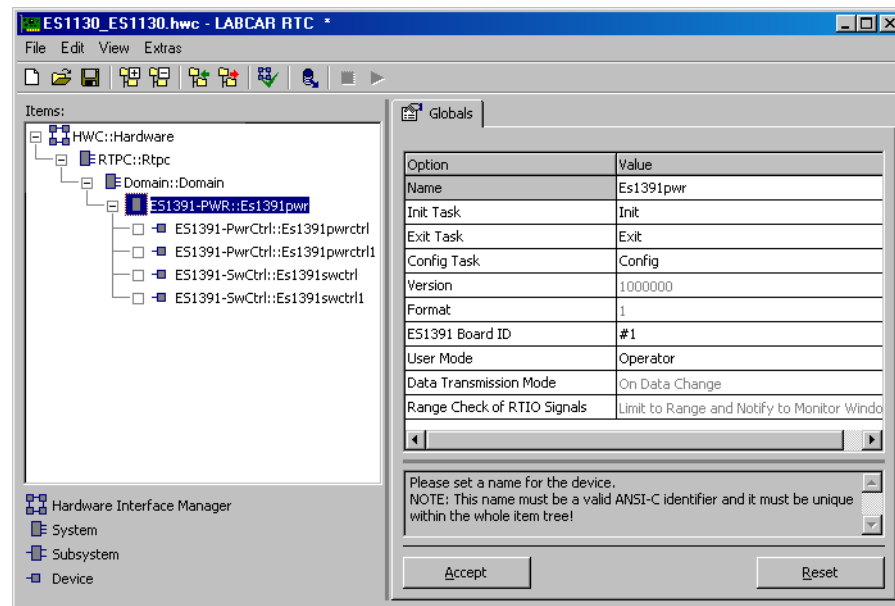 ES1130_ES1130.hwc - LABCAR RTC *
File Edit View Extras
Items:
HWC::Hardware
RTPC::Rtpc
Domain::Domain
ES1391-PWR::Es1391pwr
ES1391-PwrCtrl::Es1391pwrctrl
ES1391-PwrCtrl::Es1391pwrctrl1
ES1391-SwCtrl::Es1391swctrl
ES1391-SwCtrl::Es1391swctrl1
Hardware Interface Manager
System
Subsystem
Device
Globals
Option Value
Name Es1391pwr
Init Task Init
Exit Task Exit
Config Task Config
Version 1000000
Format 1
ES1391 Board ID #1
User Mode Operator
Data Transmission Mode On Data Change
Range Check of RTIO Signals Limit to Range and Notify to Monitor Windo
Please set a name for the device.
NOTE: This name must be a valid ANSI-C identifier and it must be unique
within the whole item tree!
Accept Reset